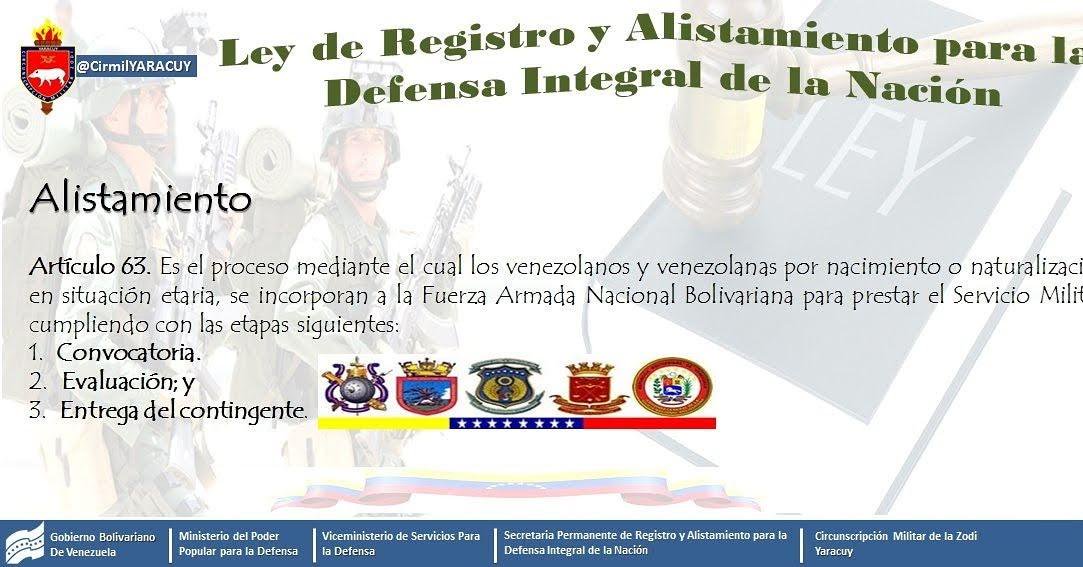 @CirmilYARACUY
Ley de Registro y Alistamiento para la
Defensa Integral de la Nación
LEY
Alistamiento
Artículo 63. Es el proceso mediante el cual los venezolanos y venezolanas por nacimiento o naturalizaci
en situación etaria, se incorporan a la Fuerza Armada Nacional Bolivariana para prestar el Servicio Milit
cumpliendo con las etapas siguientes:
1. Convocatoria.
2. Evaluación; y
3. Entrega del contingente.
Gobierno Bolivariano
De Venezuela
Ministerio del Poder
Popular para la Defensa
Viceministerio de Servicios Para
la Defensa
Secretaria Permanente de Registro y Alistamiento para la
Defensa Integral de la Nación
Circunscripción Militar de la Zodi
Yaracuy